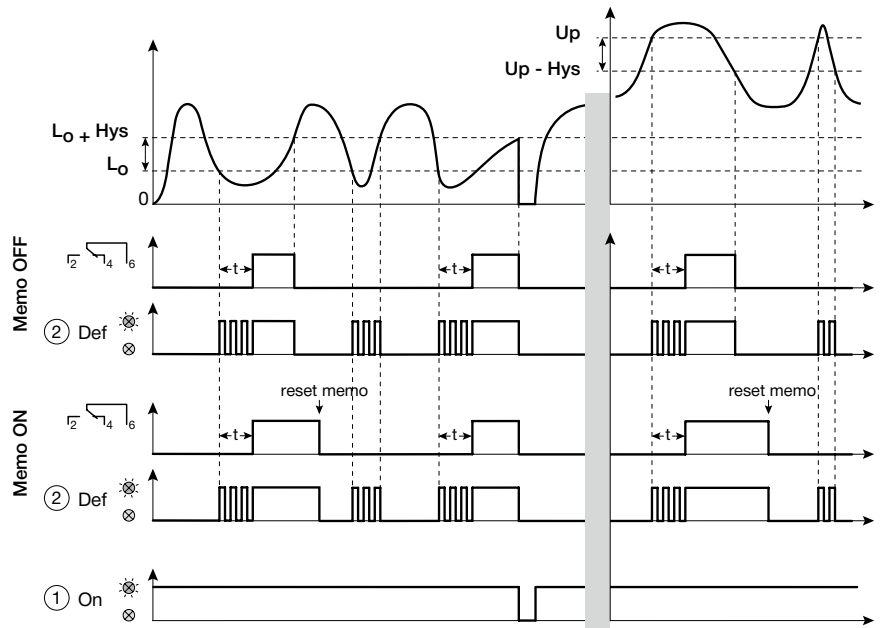 Up
Up - Hys
Lo + Hys
Lo
0
Memo OFF
2 4 6
t t t
2 Def
Memo ON
reset memo reset memo
2 4 6
t t t
2 Def
1 On